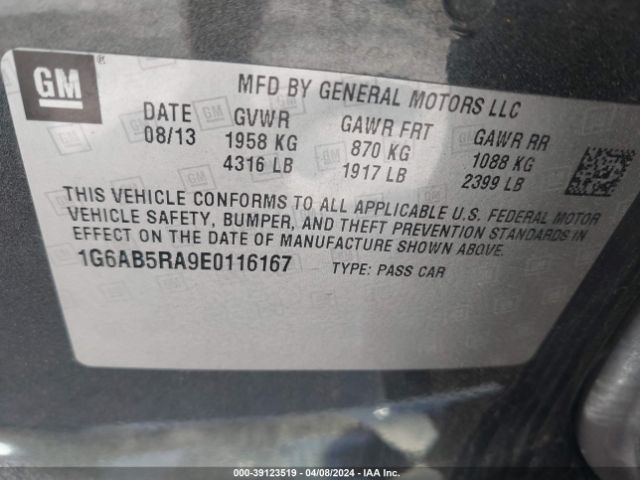 GM
®
MFD BY GENERAL MOTORS LLC
DATE GVWR GAWR FRT GAWR RR
08/13 1958 KG 870 KG 1088 KG
4316 LB 1917 LB 2399 LB
THIS VEHICLE CONFORMS TO ALL APPLICABLE U.S. FEDERAL MOTOR
VEHICLE SAFETY, BUMPER, AND THEFT PREVENTION STANDARDS IN
EFFECT ON THE DATE OF MANUFACTURE SHOWN ABOVE.
1G6AB5RA9E0116167 TYPE: PASS CAR
000-39123519 - 04/08/2024 - IAA Inc.